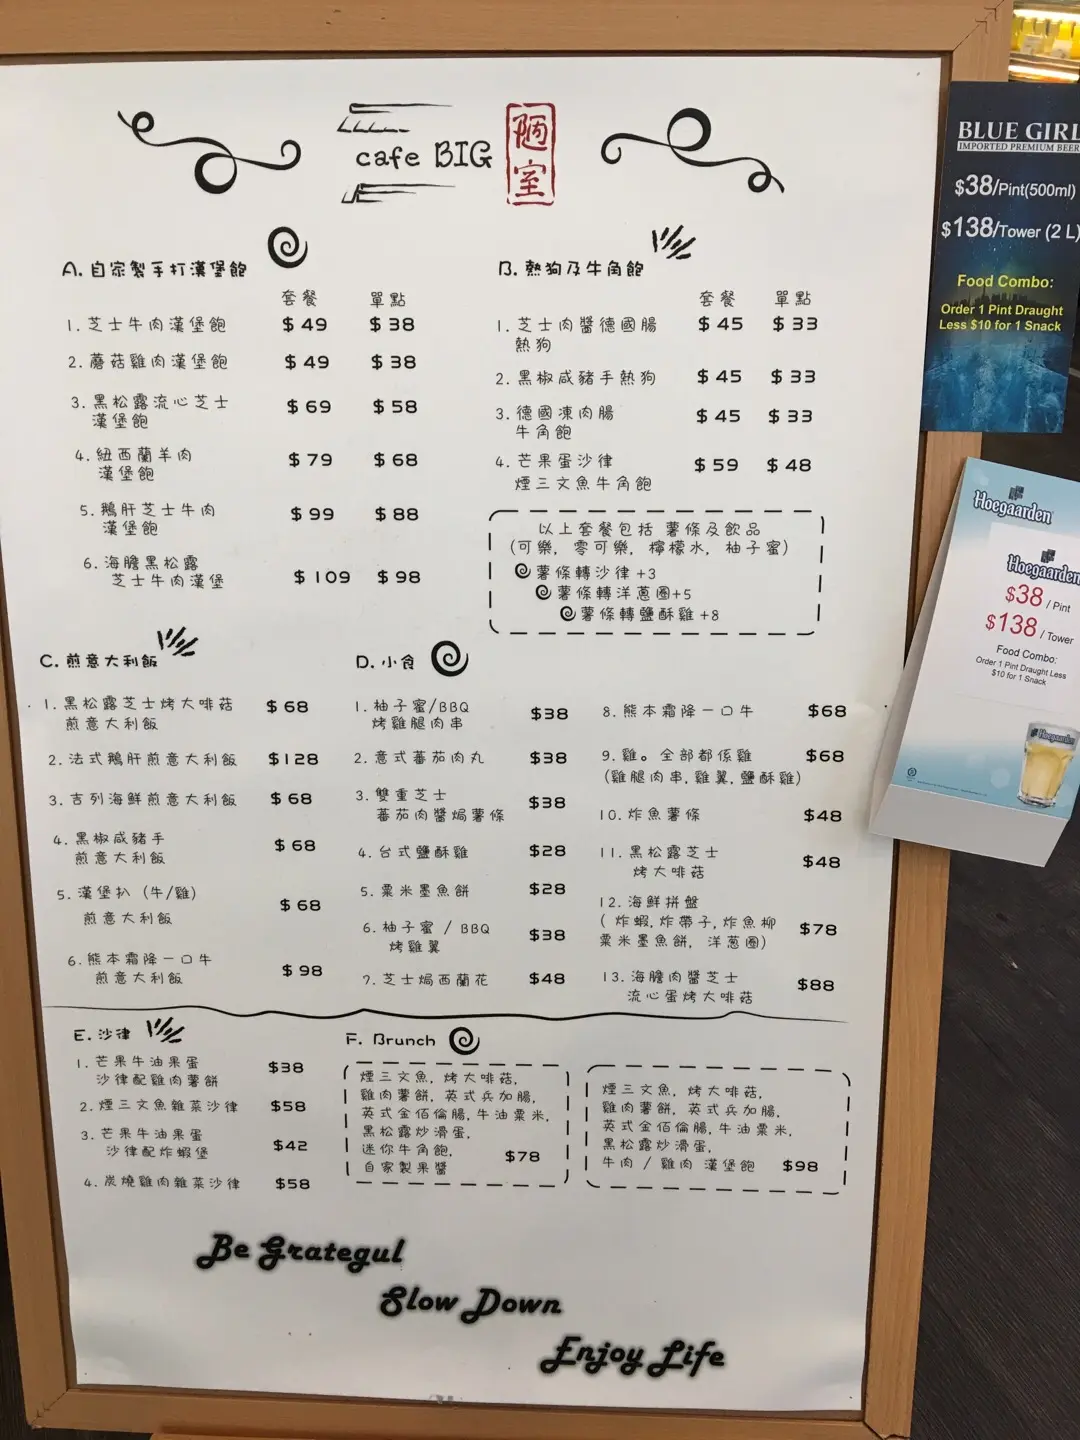 cafe BIG 陋室
A. 自家製手打漢堡飽
套餐 單點
1. 芝士牛肉漢堡飽 $49 $38
2. 蘑菇雞肉漢堡飽 $49 $38
3. 黑松露流心芝士
漢堡飽 $69 $58
4. 紐西蘭羊肉
漢堡飽 $79 $68
5. 鵝肝芝士牛肉
漢堡飽 $99 $88
6. 海膽黑松露
芝士牛肉漢堡 $109 $98
B. 熱狗及牛角飽
套餐 單點
1. 芝士肉醬德國腸
熱狗 $45 $33
2. 黑椒咸豬手熱狗 $45 $33
3. 德國凍肉腸
牛角飽 $45 $33
4. 芒果蛋沙律
煙三文魚牛角飽 $59 $48
以上套餐包括 薯條及飲品
(可樂, 零可樂, 檸檬水, 柚子蜜)
薯條轉沙律 +3
薯條轉洋蔥圈+5
薯條轉鹽酥雞 +8
C. 煎意大利飯
1. 黑松露芝士烤大啡菇
煎意大利飯 $68
2. 法式鵝肝煎意大利飯 $128
3. 吉列海鮮煎意大利飯 $68
4. 黑椒咸豬手
煎意大利飯 $68
5. 漢堡扒 (牛/雞)
煎意大利飯 $68
6. 熊本霜降一口牛
煎意大利飯 $98
D. 小食
1. 柚子蜜/BBQ
烤雞腿肉串 $38
2. 意式蕃茄肉丸 $38
3. 雙重芝士
蕃茄肉醬焗薯條 $38
4. 台式鹽酥雞 $28
5. 粟米墨魚餅 $28
6. 柚子蜜 / BBQ
烤雞翼 $38
7. 芝士焗西蘭花 $48
8. 熊本霜降一口牛 $68
9. 雞。全部都係雞 $68
(雞腿肉串, 雞翼, 鹽酥雞)
10. 炸魚薯條 $48
11. 黑松露芝士
烤大啡菇 $48
12. 海鮮拼盤
( 炸蝦, 炸帶子, 炸魚柳
粟米墨魚餅, 洋蔥圈) $78
13. 海膽肉醬芝士
流心蛋烤大啡菇 $88
E. 沙律
1. 芒果牛油果蛋
沙律配雞肉薯餅 $38
2. 煙三文魚雜菜沙律 $58
3. 芒果牛油果蛋
沙律配炸蝦堡 $42
4. 炭燒雞肉雜菜沙律 $58
F. Brunch
煙三文魚, 烤大啡菇,
雞肉薯餅, 英式兵加腸,
英式金佰倫腸, 牛油粟米,
黑松露炒滑蛋,
迷你牛角飽,
自家製果醬 $78
煙三文魚, 烤大啡菇,
雞肉薯餅, 英式兵加腸,
英式金佰倫腸, 牛油粟米,
黑松露炒滑蛋,
牛肉 / 雞肉 漢堡飽 $98
Be Grategul
Slow Down
Enjoy Life
BLUE GIRL
IMPORTED PREMIUM BEER
$38/Pint(500ml)
$138/Tower (2 L)
Food Combo:
Order 1 Pint Draught
Less $10 for 1 Snack
Hoegaarden
Hoegaarden
$38 / Pint
$138 / Tower
Food Combo:
Order 1 Pint Draught Less
$10 for 1 Snack
Hoegaarden